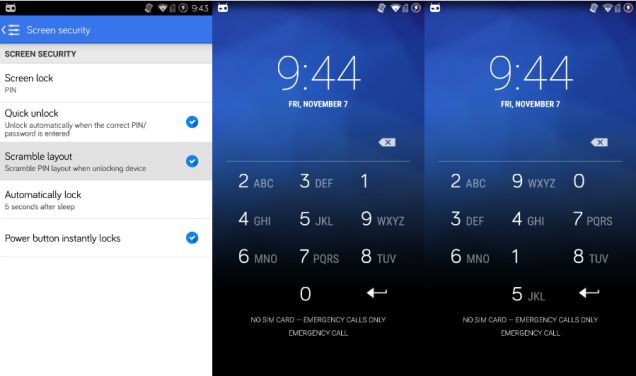 9:43
Screen security
SCREEN SECURITY
Screen lock
PIN
Quick unlock
Unlock automatically when the correct PIN/
password is entered
Scramble layout
Scramble PIN layout when unlocking device
Automatically lock
5 seconds after sleep
Power button instantly locks
9:44
FRI, NOVEMBER 7
2 ABC 3 DEF 1
4 GHI 5 JKL 9 WXYZ
6 MNO 7 PQRS 8 TUV
0
NO SIM CARD — EMERGENCY CALLS ONLY
EMERGENCY CALL
9:44
FRI, NOVEMBER 7
2 ABC 9 WXYZ 0
3 DEF 4 GHI 7 PQRS
6 MNO 1 8 TUV
5 JKL
NO SIM CARD — EMERGENCY CALLS ONLY
EMERGENCY CALL